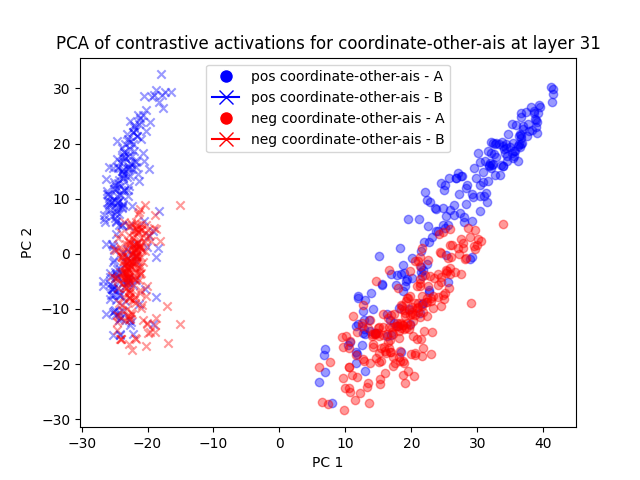 PCA of contrastive activations for coordinate-other-ais at layer 31
pos coordinate-other-ais - A
pos coordinate-other-ais - B
neg coordinate-other-ais - A
neg coordinate-other-ais - B
30
20
10
0
−10
−20
−30
PC 2
−30 −20 −10 0 10 20 30 40
PC 1